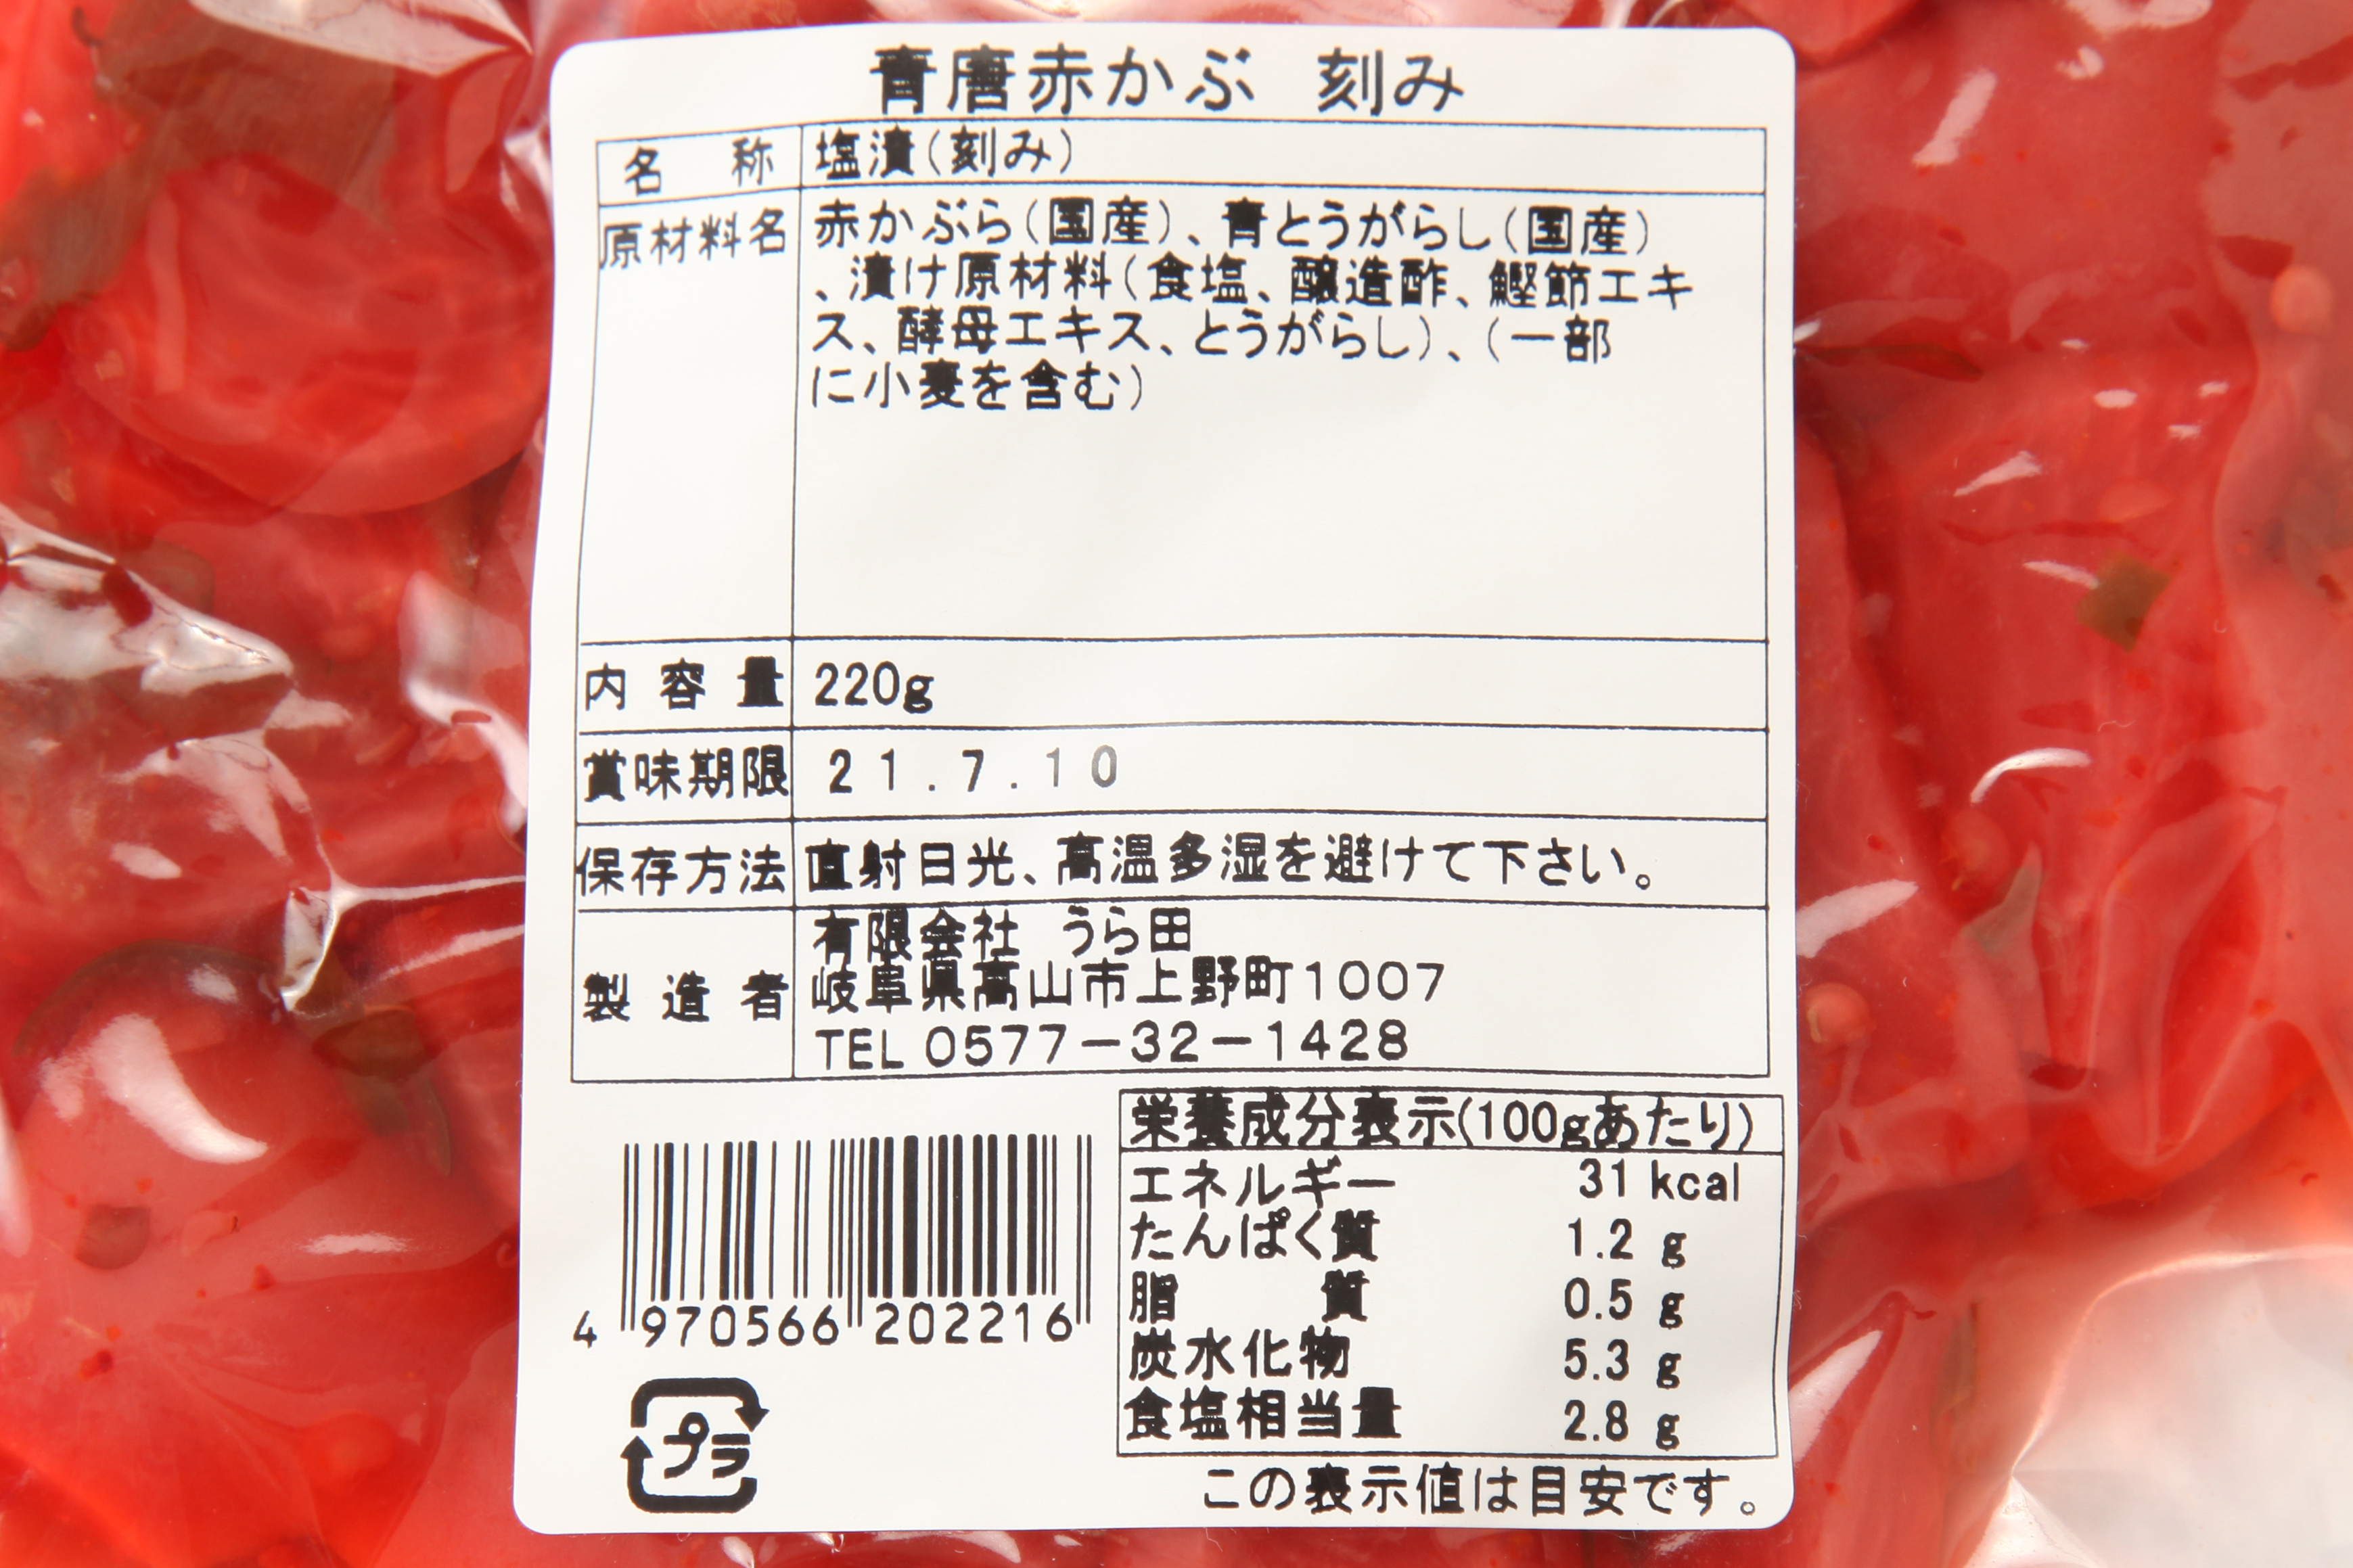 青唐赤かぶ 刻み
名称 塩漬(刻み)
原材料名 赤かぶら(国産)、青とうがらし(国産)
、漬け原材料(食塩、醸造酢、鰹節エキ
ス、酵母エキス、とうがらし)、(一部
に小麦を含む)
内容量 220g
賞味期限 21.7.10
保存方法 直射日光、高温多湿を避けて下さい。
製造者 有限会社 うら田
岐阜県高山市上野町1007
TEL 0577-32-1428
栄養成分表示(100gあたり)
エネルギー 31 kcal
たんぱく質 1.2 g
脂質 0.5 g
炭水化物 5.3 g
食塩相当量 2.8 g
この表示値は目安です。
4 970566 202216
プラ